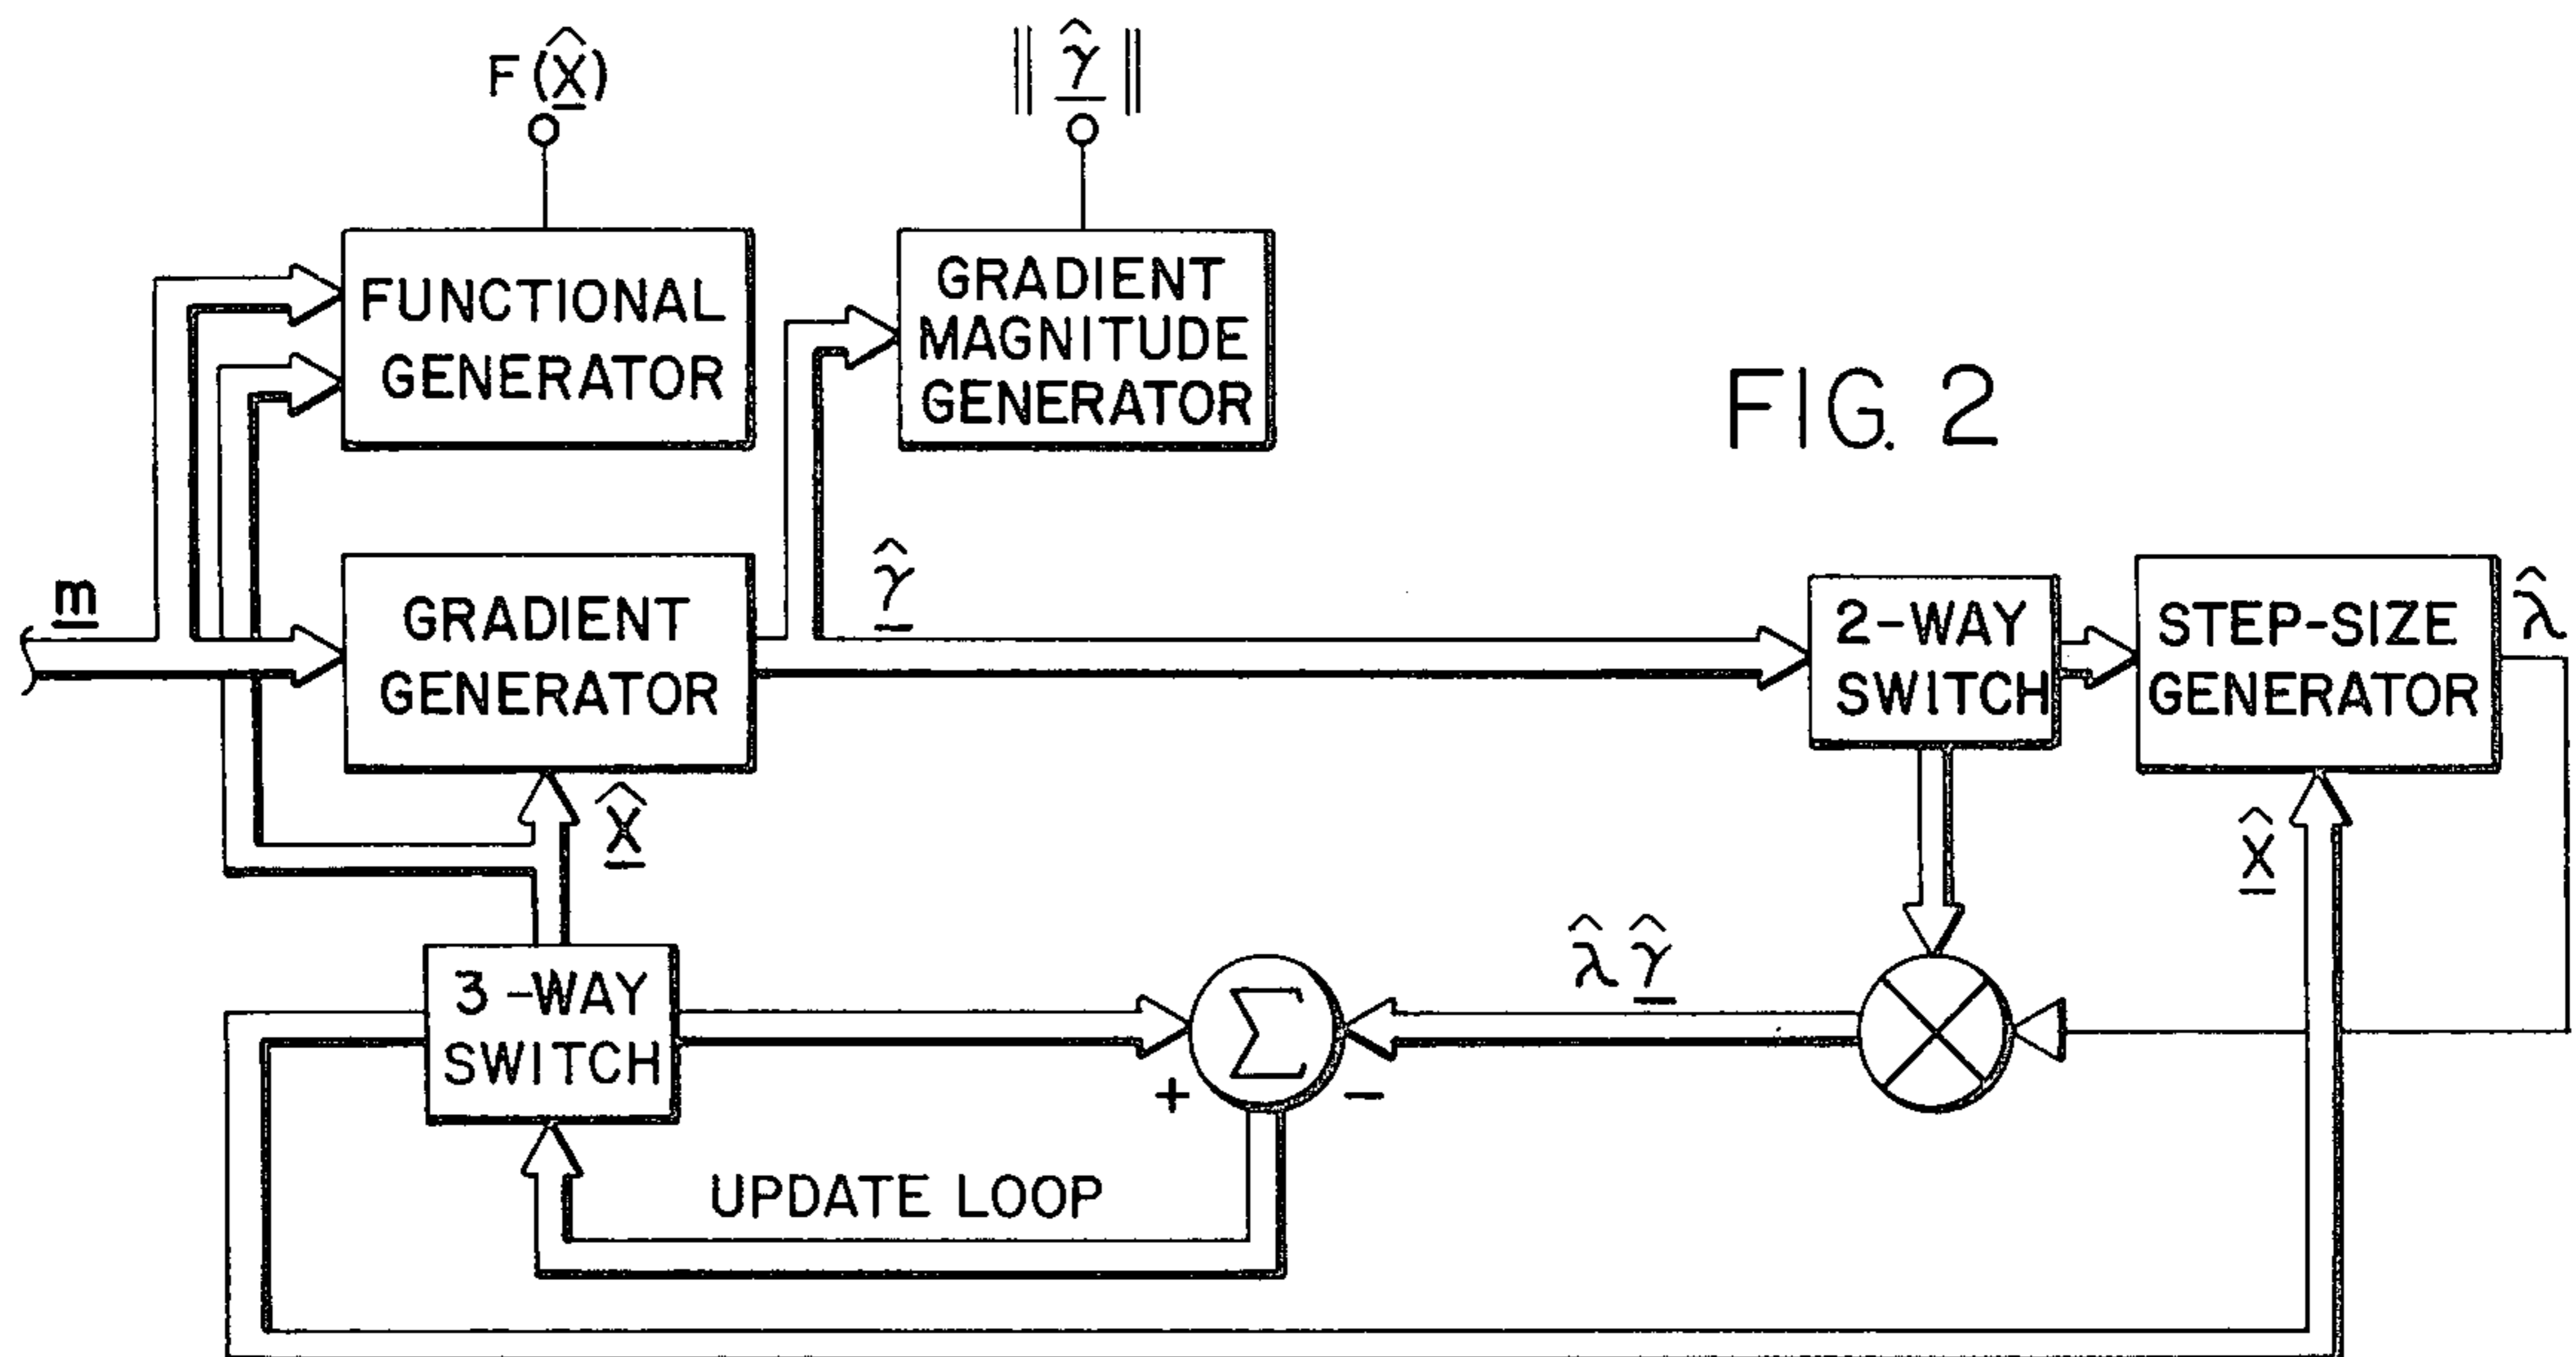 F(X̂)
‖ γ̂ ‖
FUNCTIONAL
GENERATOR
GRADIENT
MAGNITUDE
GENERATOR
FIG. 2
m
GRADIENT
GENERATOR
γ̂
2-WAY
SWITCH
STEP-SIZE
GENERATOR
λ̂
X̂
X̂
3-WAY
SWITCH
Σ
+
-
λ̂ γ̂
UPDATE LOOP